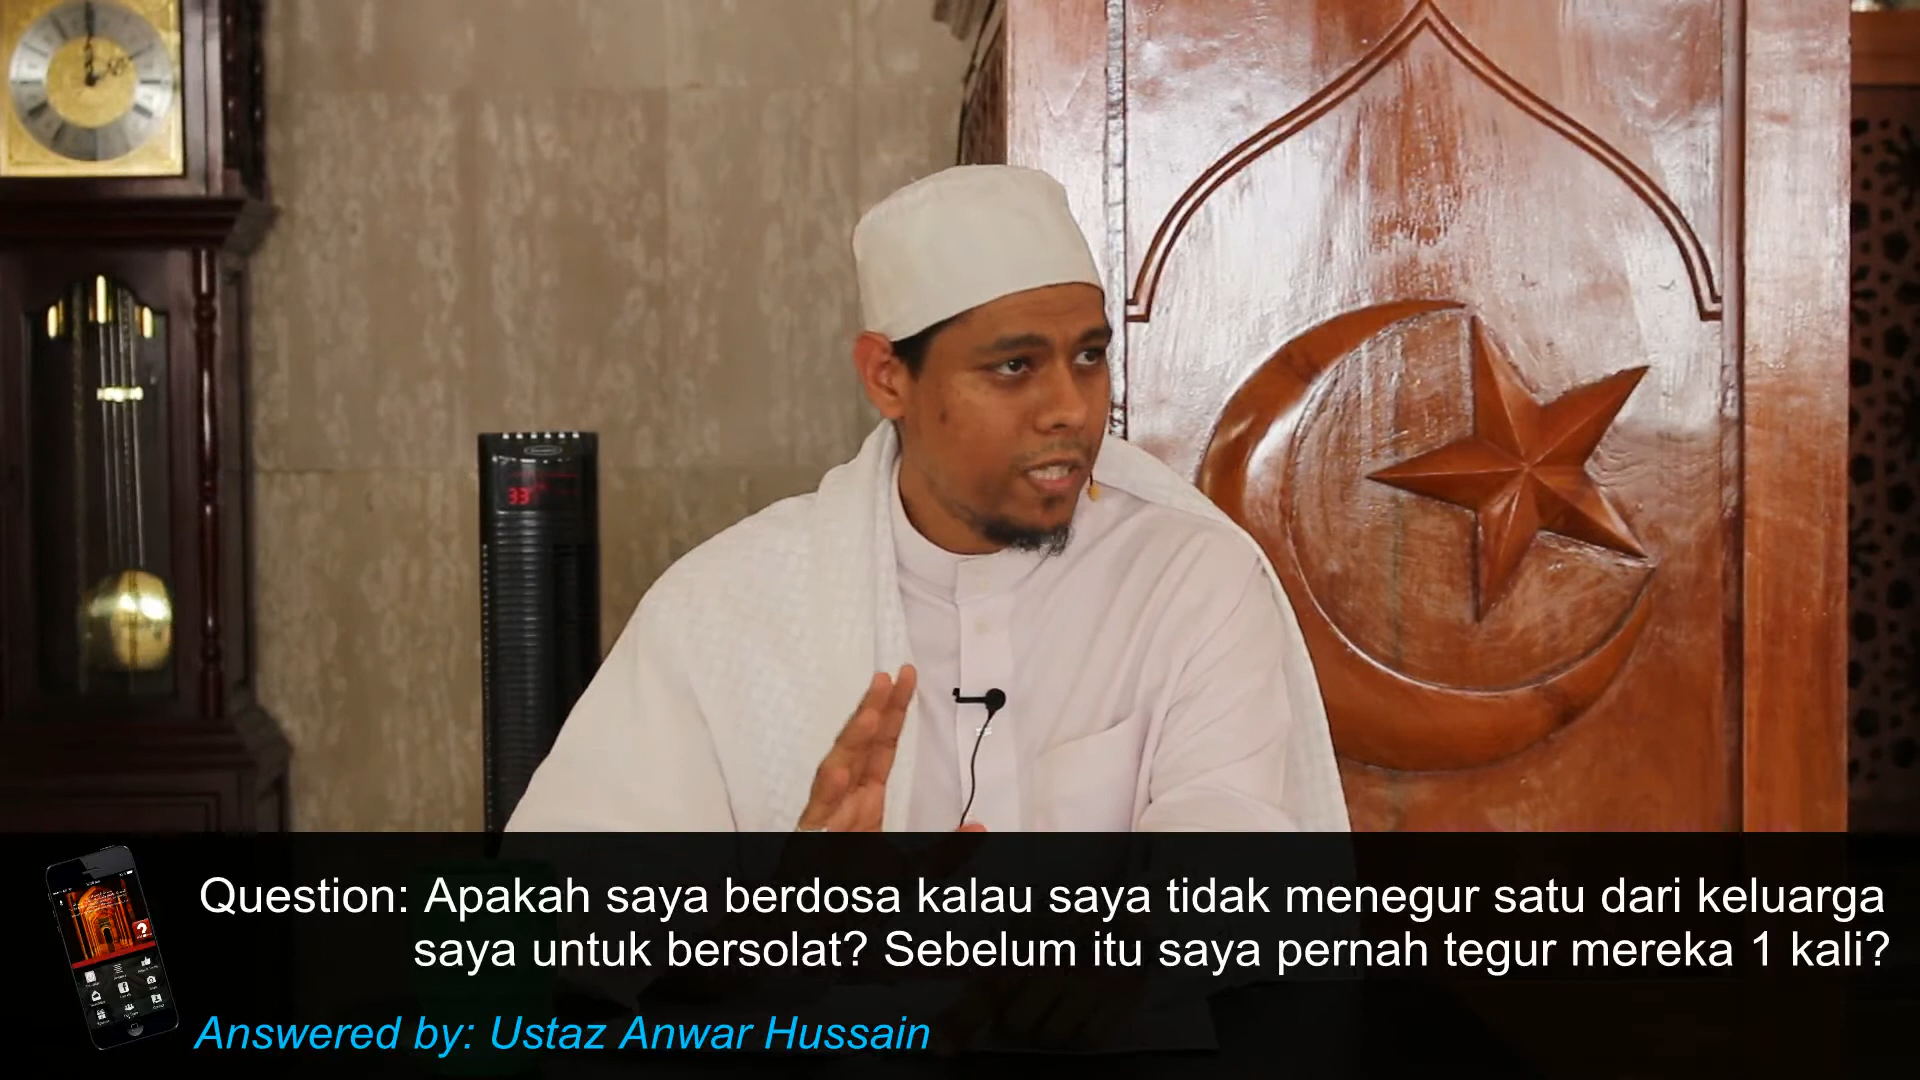 33
Question: Apakah saya berdosa kalau saya tidak menegur satu dari keluarga
saya untuk bersolat? Sebelum itu saya pernah tegur mereka 1 kali?
Answered by: Ustaz Anwar Hussain